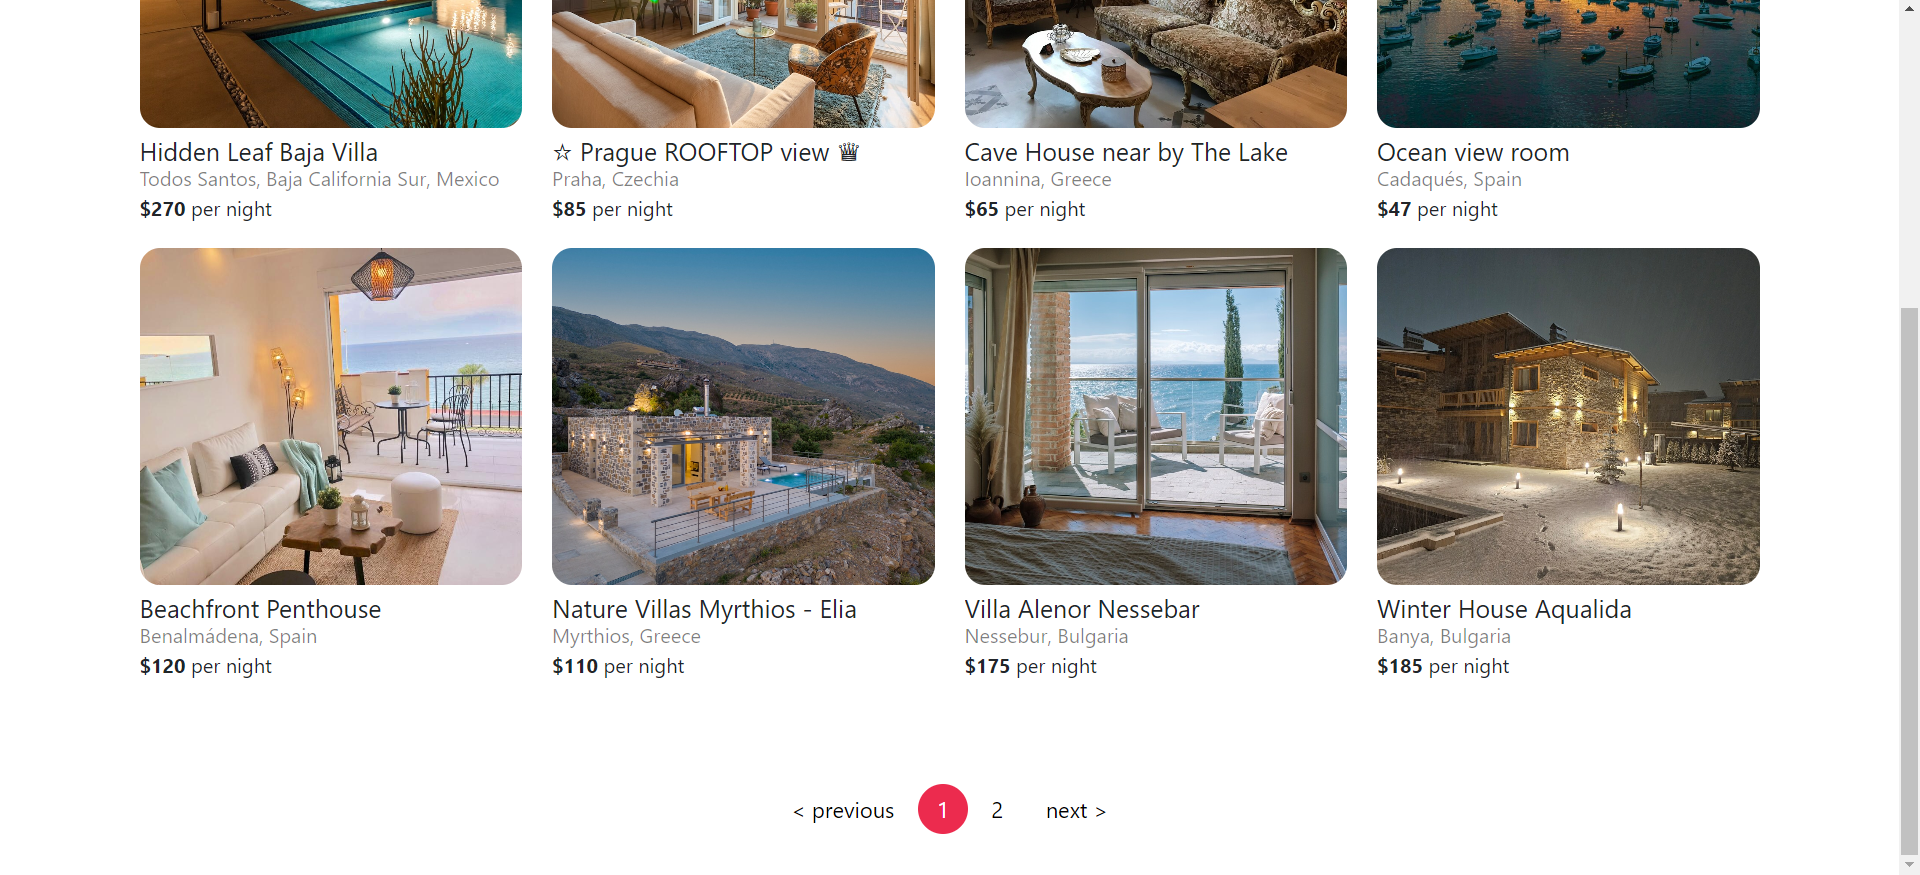 Hidden Leaf Baja Villa
Todos Santos, Baja California Sur, Mexico
$270 per night
☆ Prague ROOFTOP view ♛
Praha, Czechia
$85 per night
Cave House near by The Lake
Ioannina, Greece
$65 per night
Ocean view room
Cadaqués, Spain
$47 per night
Beachfront Penthouse
Benalmádena, Spain
$120 per night
Nature Villas Myrthios - Elia
Myrthios, Greece
$110 per night
Villa Alenor Nessebar
Nessebur, Bulgaria
$175 per night
Winter House Aqualida
Banya, Bulgaria
$185 per night
< previous 1 2 next >